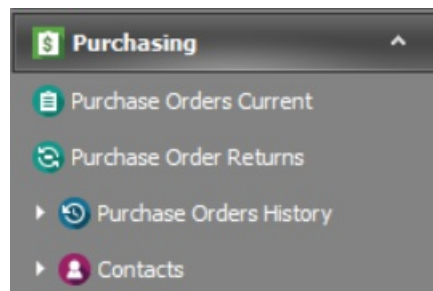 Purchasing
Purchase Orders Current
Purchase Order Returns
Purchase Orders History
Contacts